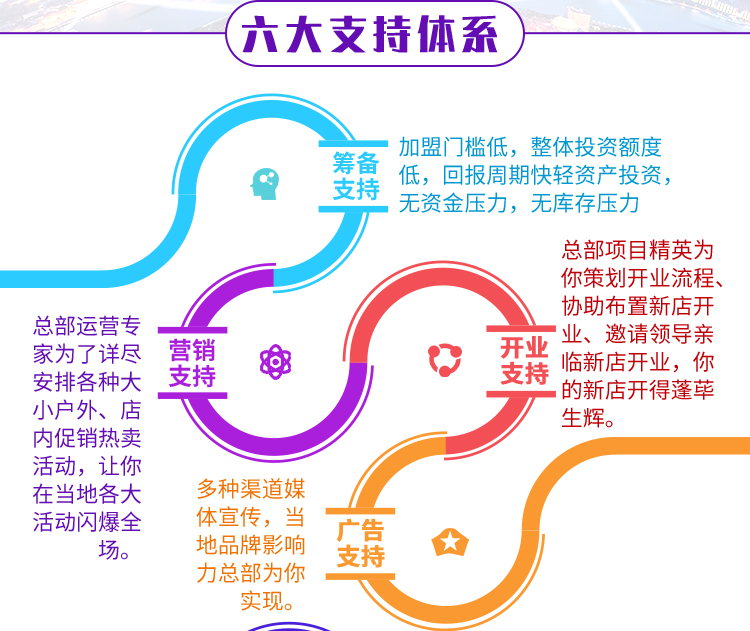 六大支持体系
筹备
支持
加盟门槛低，整体投资额度
低，回报周期快轻资产投资，
无资金压力，无库存压力
总部项目精英为
你策划开业流程、
协助布置新店开
业、邀请领导亲
临新店开业，你
的新店开得蓬荜
生辉。
开业
支持
营销
支持
总部运营专
家为了详尽
安排各种大
小户外、店
内促销热卖
活动，让你
在当地各大
活动闪爆全
场。
多种渠道媒
体宣传，当
地品牌影响
力总部为你
实现。
广告
支持